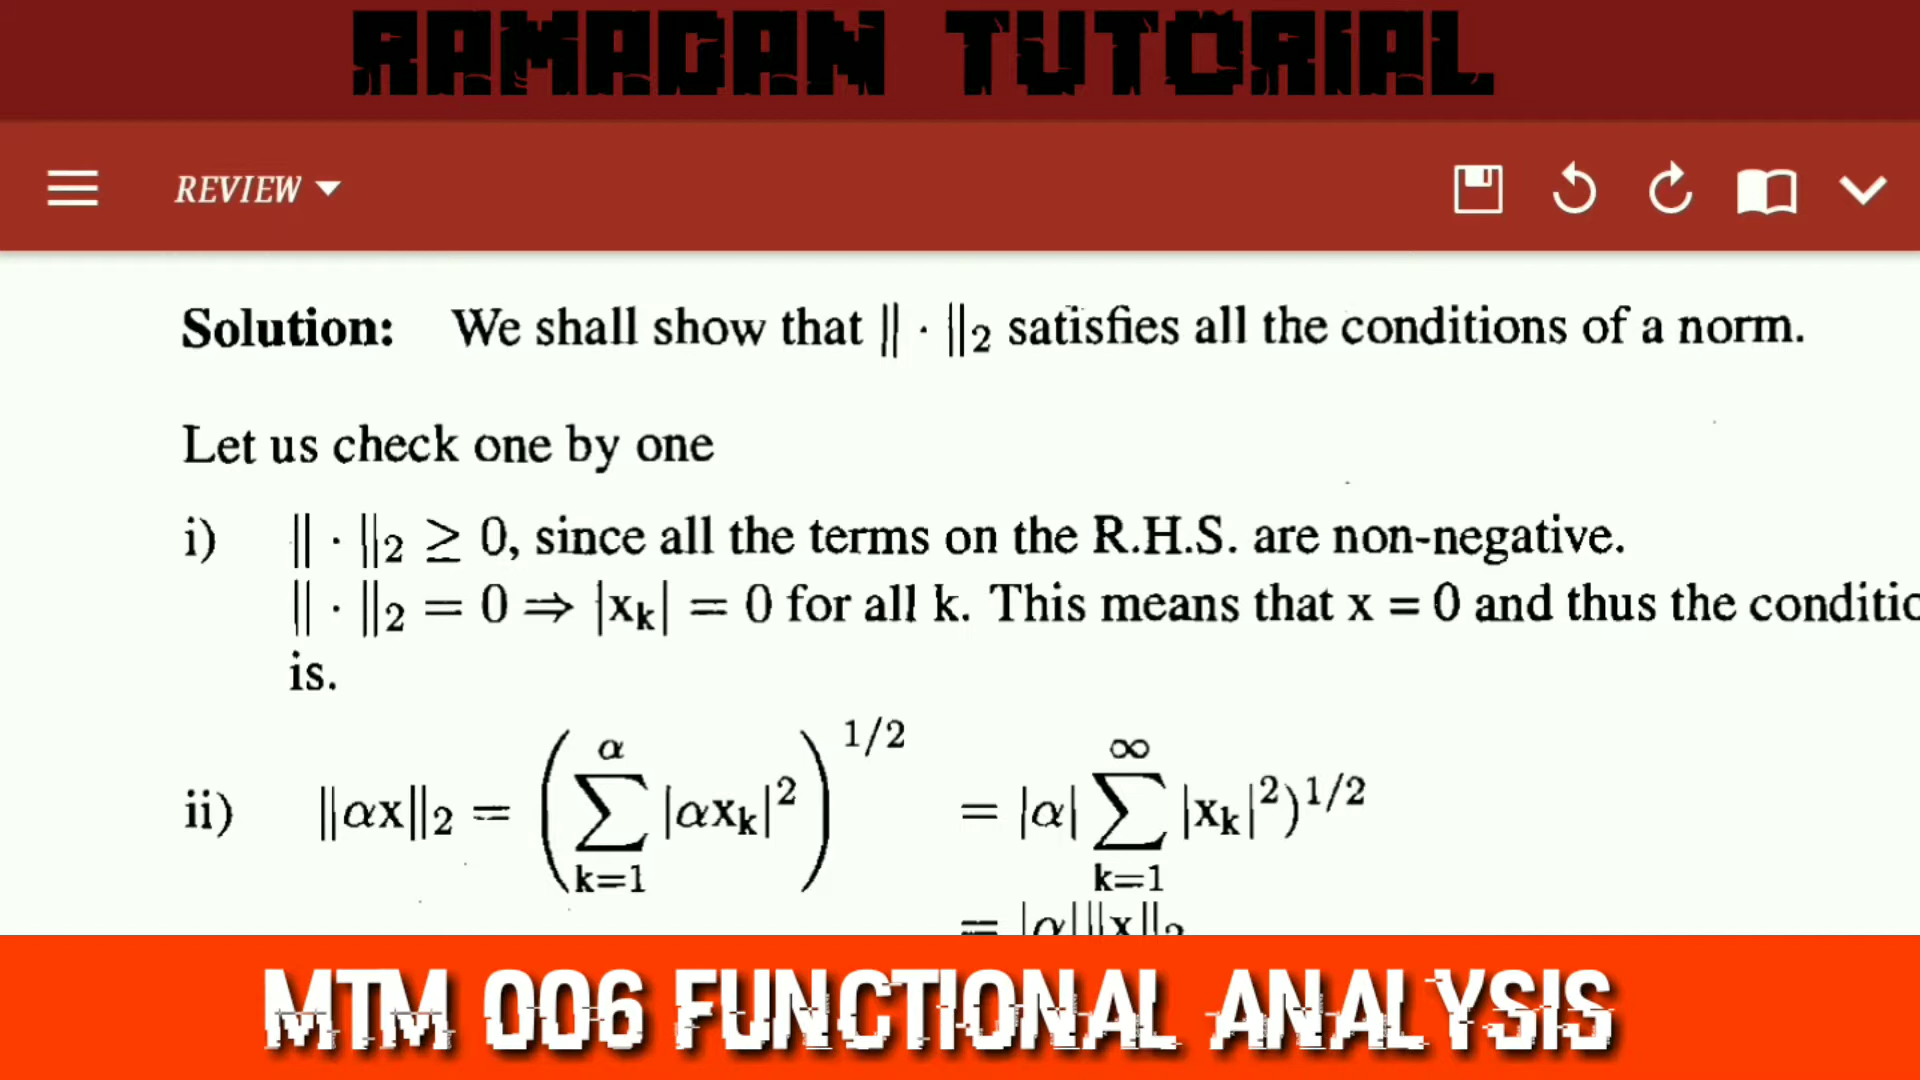 RAMADAN TUTORIAL
REVIEW
Solution: We shall show that ‖ · ‖₂ satisfies all the conditions of a norm.
Let us check one by one
i) ‖ · ‖₂ ≥ 0, since all the terms on the R.H.S. are non-negative.
‖ · ‖₂ = 0 ⇒ |xₖ| = 0 for all k. This means that x = 0 and thus the conditio
is.
ii) ‖αx‖₂ = (∑_{k=1}^{α} |αxₖ|²)^{1/2} = |α| ∑_{k=1}^{∞} |xₖ|²)^{1/2}
= |α|‖x‖₂
MTM 006 FUNCTIONAL ANALYSIS